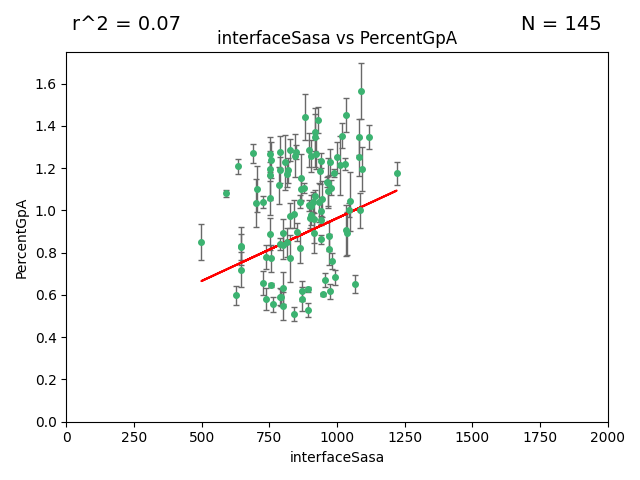 r^2 = 0.07
N = 145
interfaceSasa vs PercentGpA
PercentGpA
1.6
1.4
1.2
1.0
0.8
0.6
0.4
0.2
0.0
0 250 500 750 1000 1250 1500 1750 2000
interfaceSasa